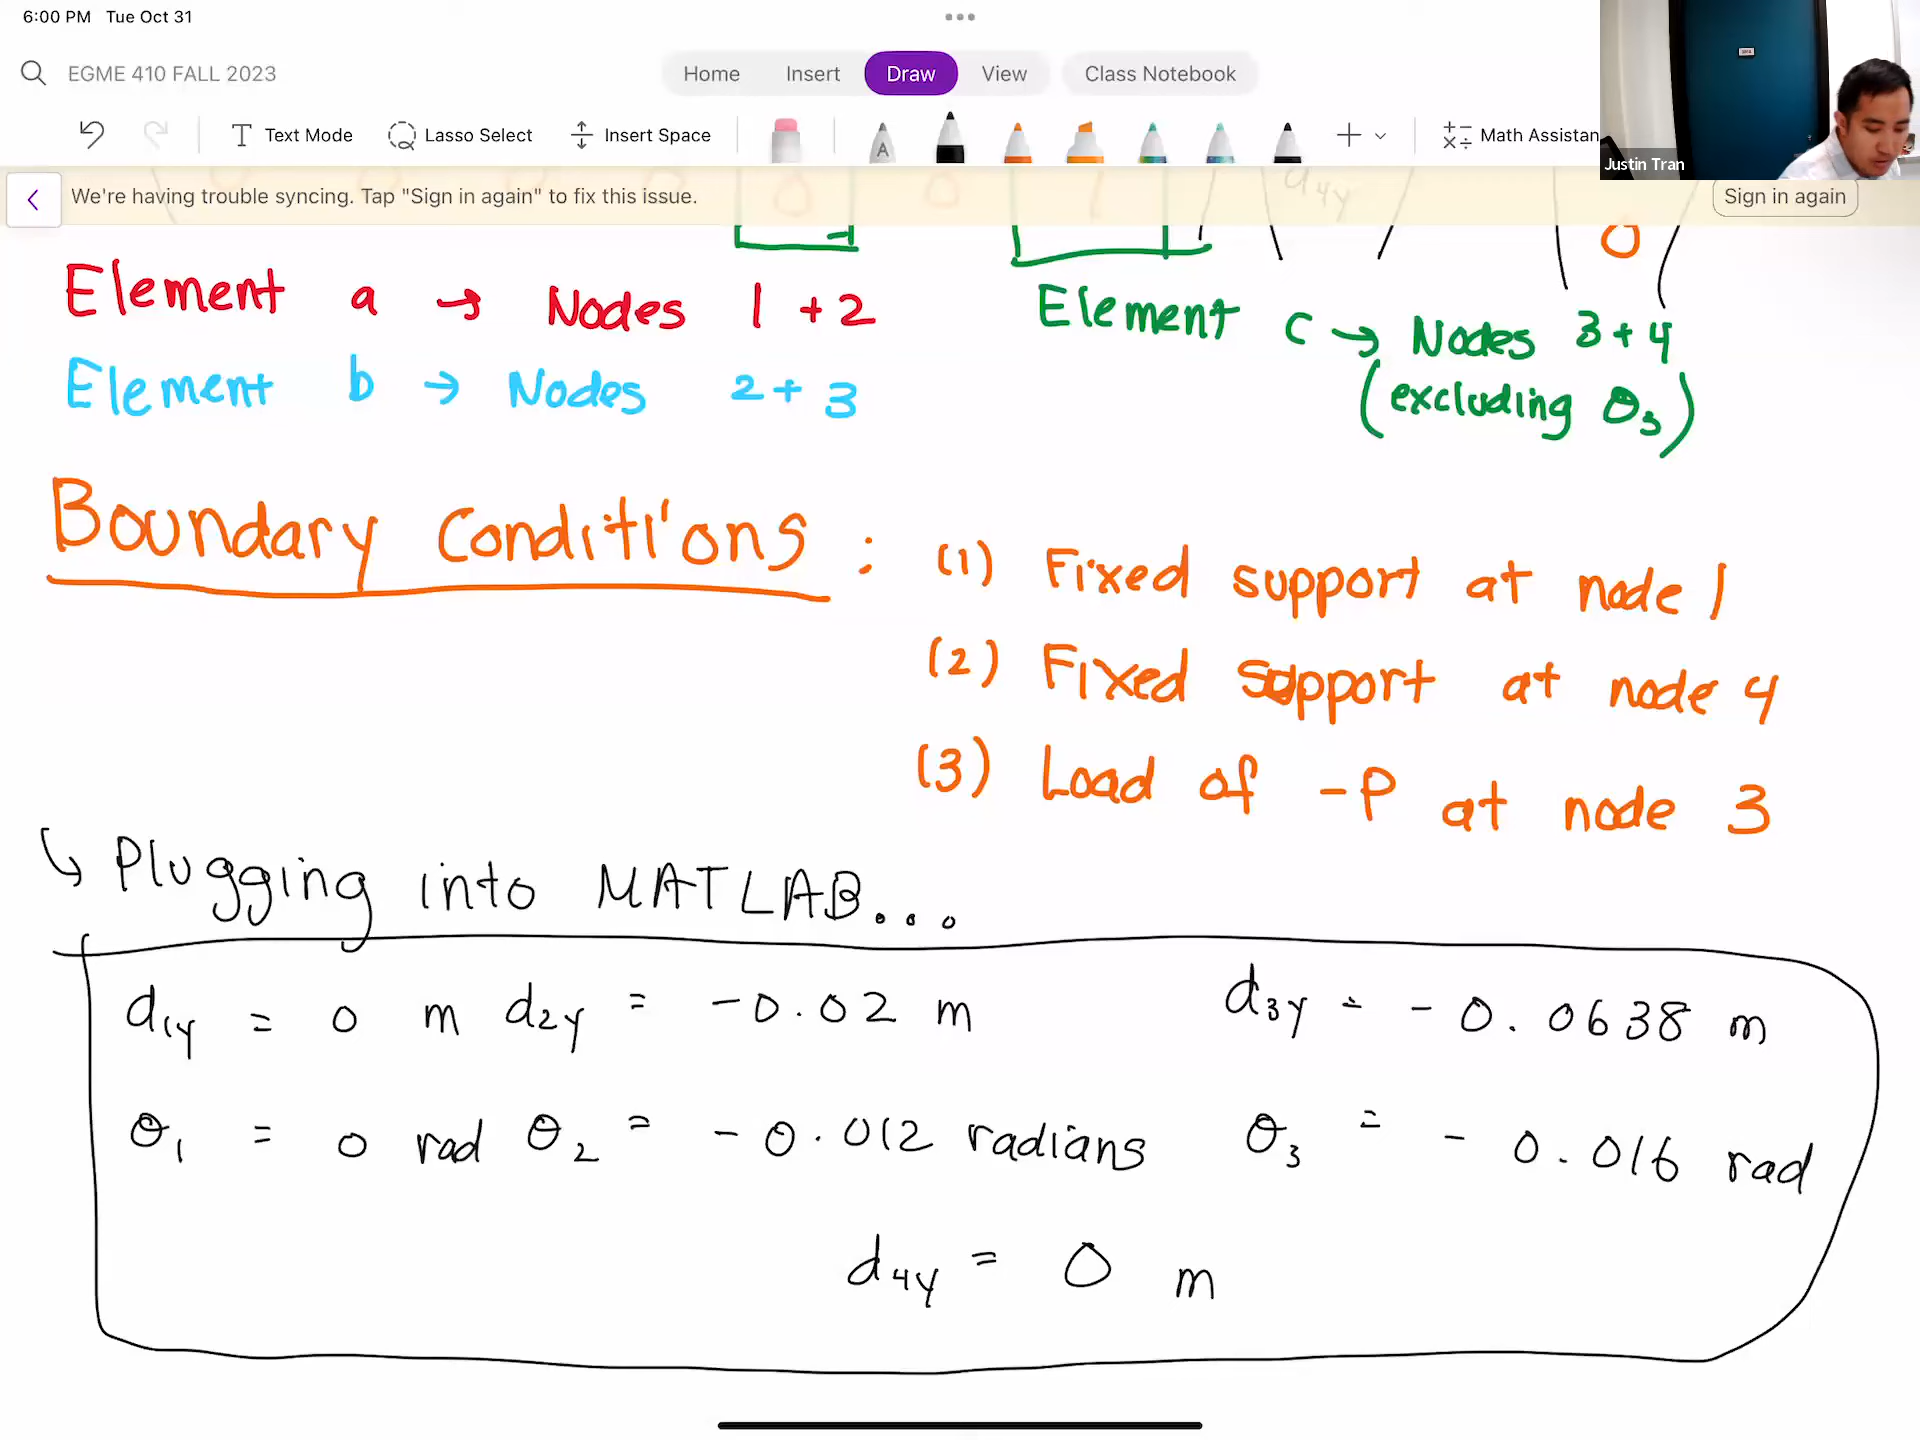 6:00 PM Tue Oct 31
EGME 410 FALL 2023
Home Insert Draw View Class Notebook
Text Mode Lasso Select Insert Space A Math Assistan
Justin Tran
We're having trouble syncing. Tap "Sign in again" to fix this issue.
Sign in again
0 0 1 d4y
0
Element a → Nodes 1 + 2
Element b → Nodes 2 + 3
Element c → Nodes 3 + 4
(excluding θ3)
Boundary Conditions : (1) Fixed support at node 1
(2) Fixed support at node 4
(3) Load of -P at node 3
↳ Plugging into MATLAB...
d1y = 0 m d2y = -0.02 m d3y = -0.0638 m
θ1 = 0 rad θ2 = -0.012 radians θ3 = -0.016 rad
d4y = 0 m